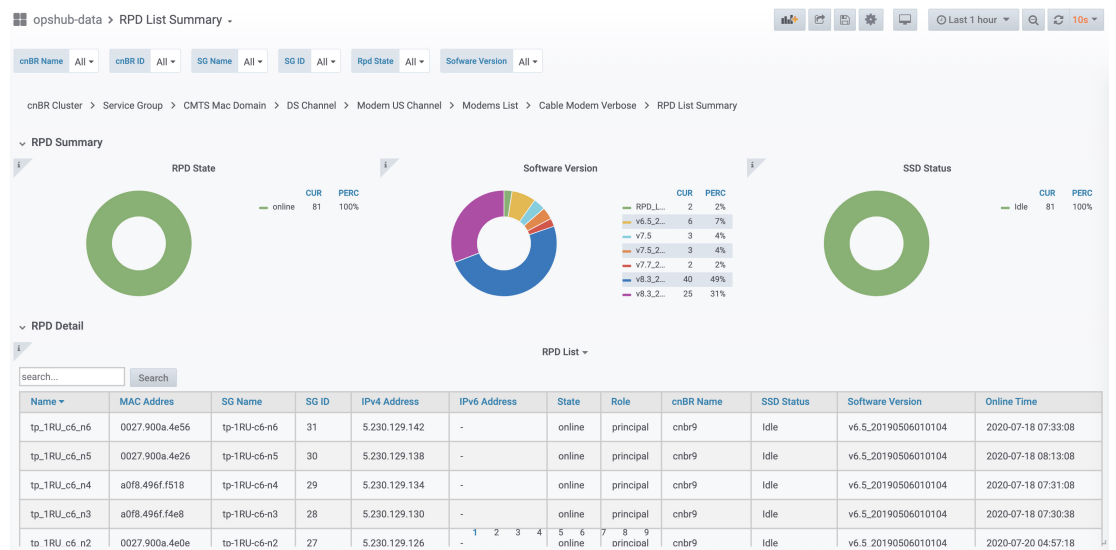 opshub-data > RPD List Summary
Last 1 hour 10s
cnBR Name All cnBR ID All SG Name All SG ID All Rpd State All Sofware Version All
cnBR Cluster > Service Group > CMTS Mac Domain > DS Channel > Modem US Channel > Modems List > Cable Modem Verbose > RPD List Summary
RPD Summary
i
RPD State
CUR PERC
online 81 100%
i
Software Version
CUR PERC
RPD_L... 2 2%
v6.5_2... 6 7%
v7.5 3 4%
v7.5_2... 3 4%
v7.7_2... 2 2%
v8.3_2... 40 49%
v8.3_2... 25 31%
i
SSD Status
CUR PERC
Idle 81 100%
RPD Detail
i
RPD List
search... Search
Name MAC Addres SG Name SG ID IPv4 Address IPv6 Address State Role cnBR Name SSD Status Software Version Online Time
tp_1RU_c6_n6 0027.900a.4e56 tp-1RU-c6-n6 31 5.230.129.142 - online principal cnbr9 Idle v6.5_20190506010104 2020-07-18 07:33:08
tp_1RU_c6_n5 0027.900a.4e26 tp-1RU-c6-n5 30 5.230.129.138 - online principal cnbr9 Idle v6.5_20190506010104 2020-07-18 08:13:08
tp_1RU_c6_n4 a0f8.496f.f518 tp-1RU-c6-n4 29 5.230.129.134 - online principal cnbr9 Idle v6.5_20190506010104 2020-07-18 07:31:08
tp_1RU_c6_n3 a0f8.496f.f4e8 tp-1RU-c6-n3 28 5.230.129.130 - online principal cnbr9 Idle v6.5_20190506010104 2020-07-18 07:30:38
1 2 3 4 5 6 7 8 9
tp_1RU_c6_n2 0027.900a.4e0e tp-1RU-c6-n2 27 5.230.129.126 - online principal cnbr9 Idle v6.5_20190506010104 2020-07-20 04:57:18